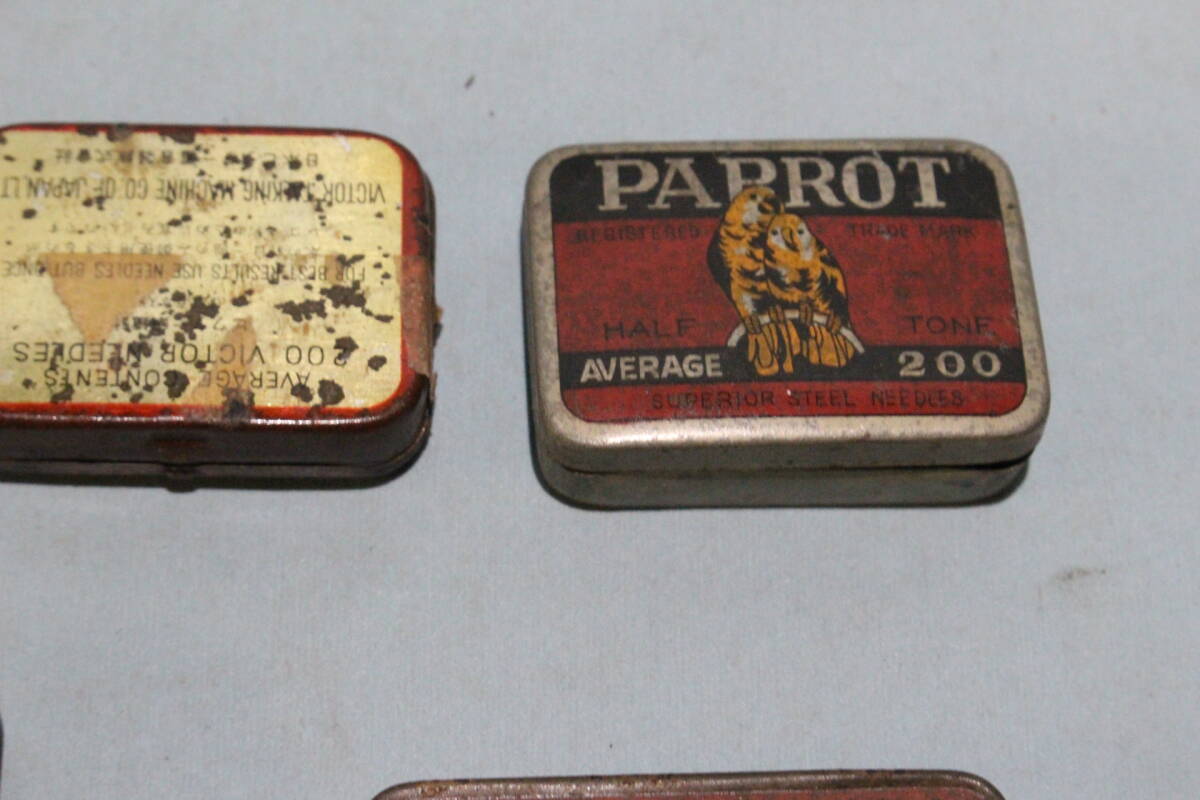 AVERAGE CONTENTS
200 VICTOR NEEDLES
FOR BEST RESULTS USE NEEDLES BUT ONCE
VICTOR TALKING MACHINE CO OF JAPAN LT
PARROT
REGISTERED TRADE MARK
HALF TONE
AVERAGE 200
SUPERIOR STEEL NEEDLES